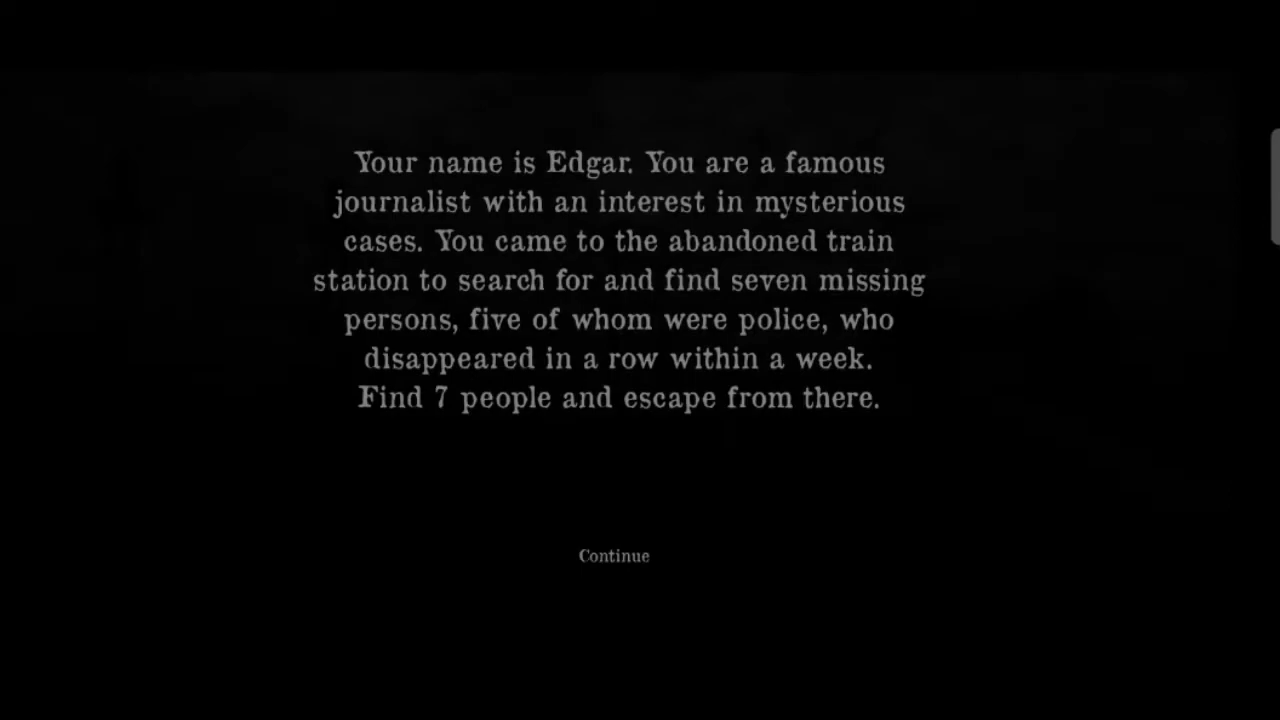 Your name is Edgar. You are a famous
journalist with an interest in mysterious
cases. You came to the abandoned train
station to search for and find seven missing
persons, five of whom were police, who
disappeared in a row within a week.
Find 7 people and escape from there.
Continue